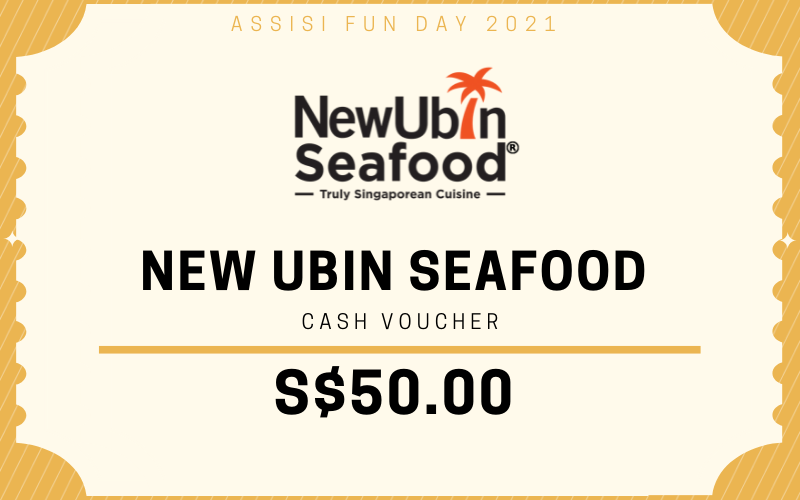 ASSISI FUN DAY 2021
NewUbin
Seafood®
Truly Singaporean Cuisine
NEW UBIN SEAFOOD
CASH VOUCHER
S$50.00